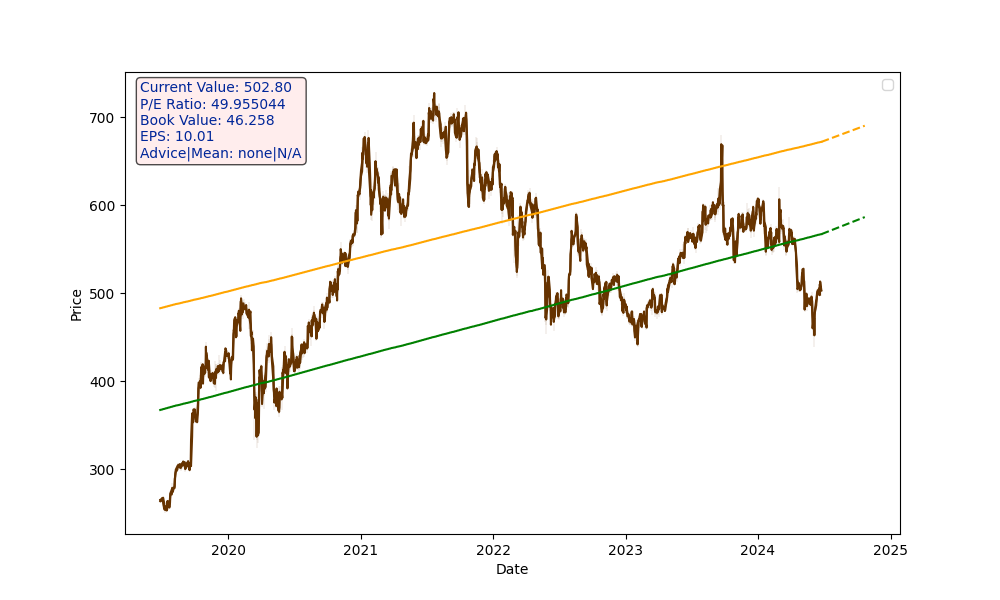 Current Value: 502.80
P/E Ratio: 49.955044
Book Value: 46.258
EPS: 10.01
Advice|Mean: none|N/A
700
600
500
400
300
Price
2020 2021 2022 2023 2024 2025
Date